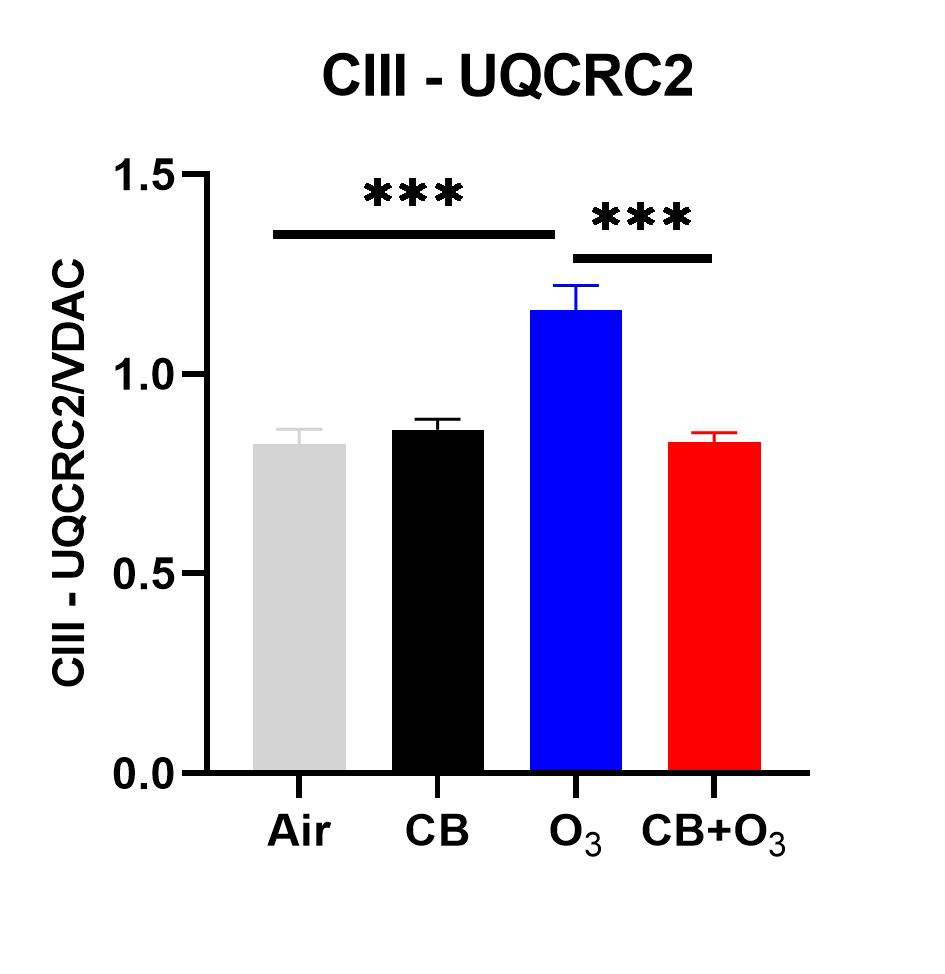 CIII - UQCRC2
CIII - UQCRC2/VDAC
1.5
1.0
0.5
0.0
***
***
Air CB O₃ CB+O₃